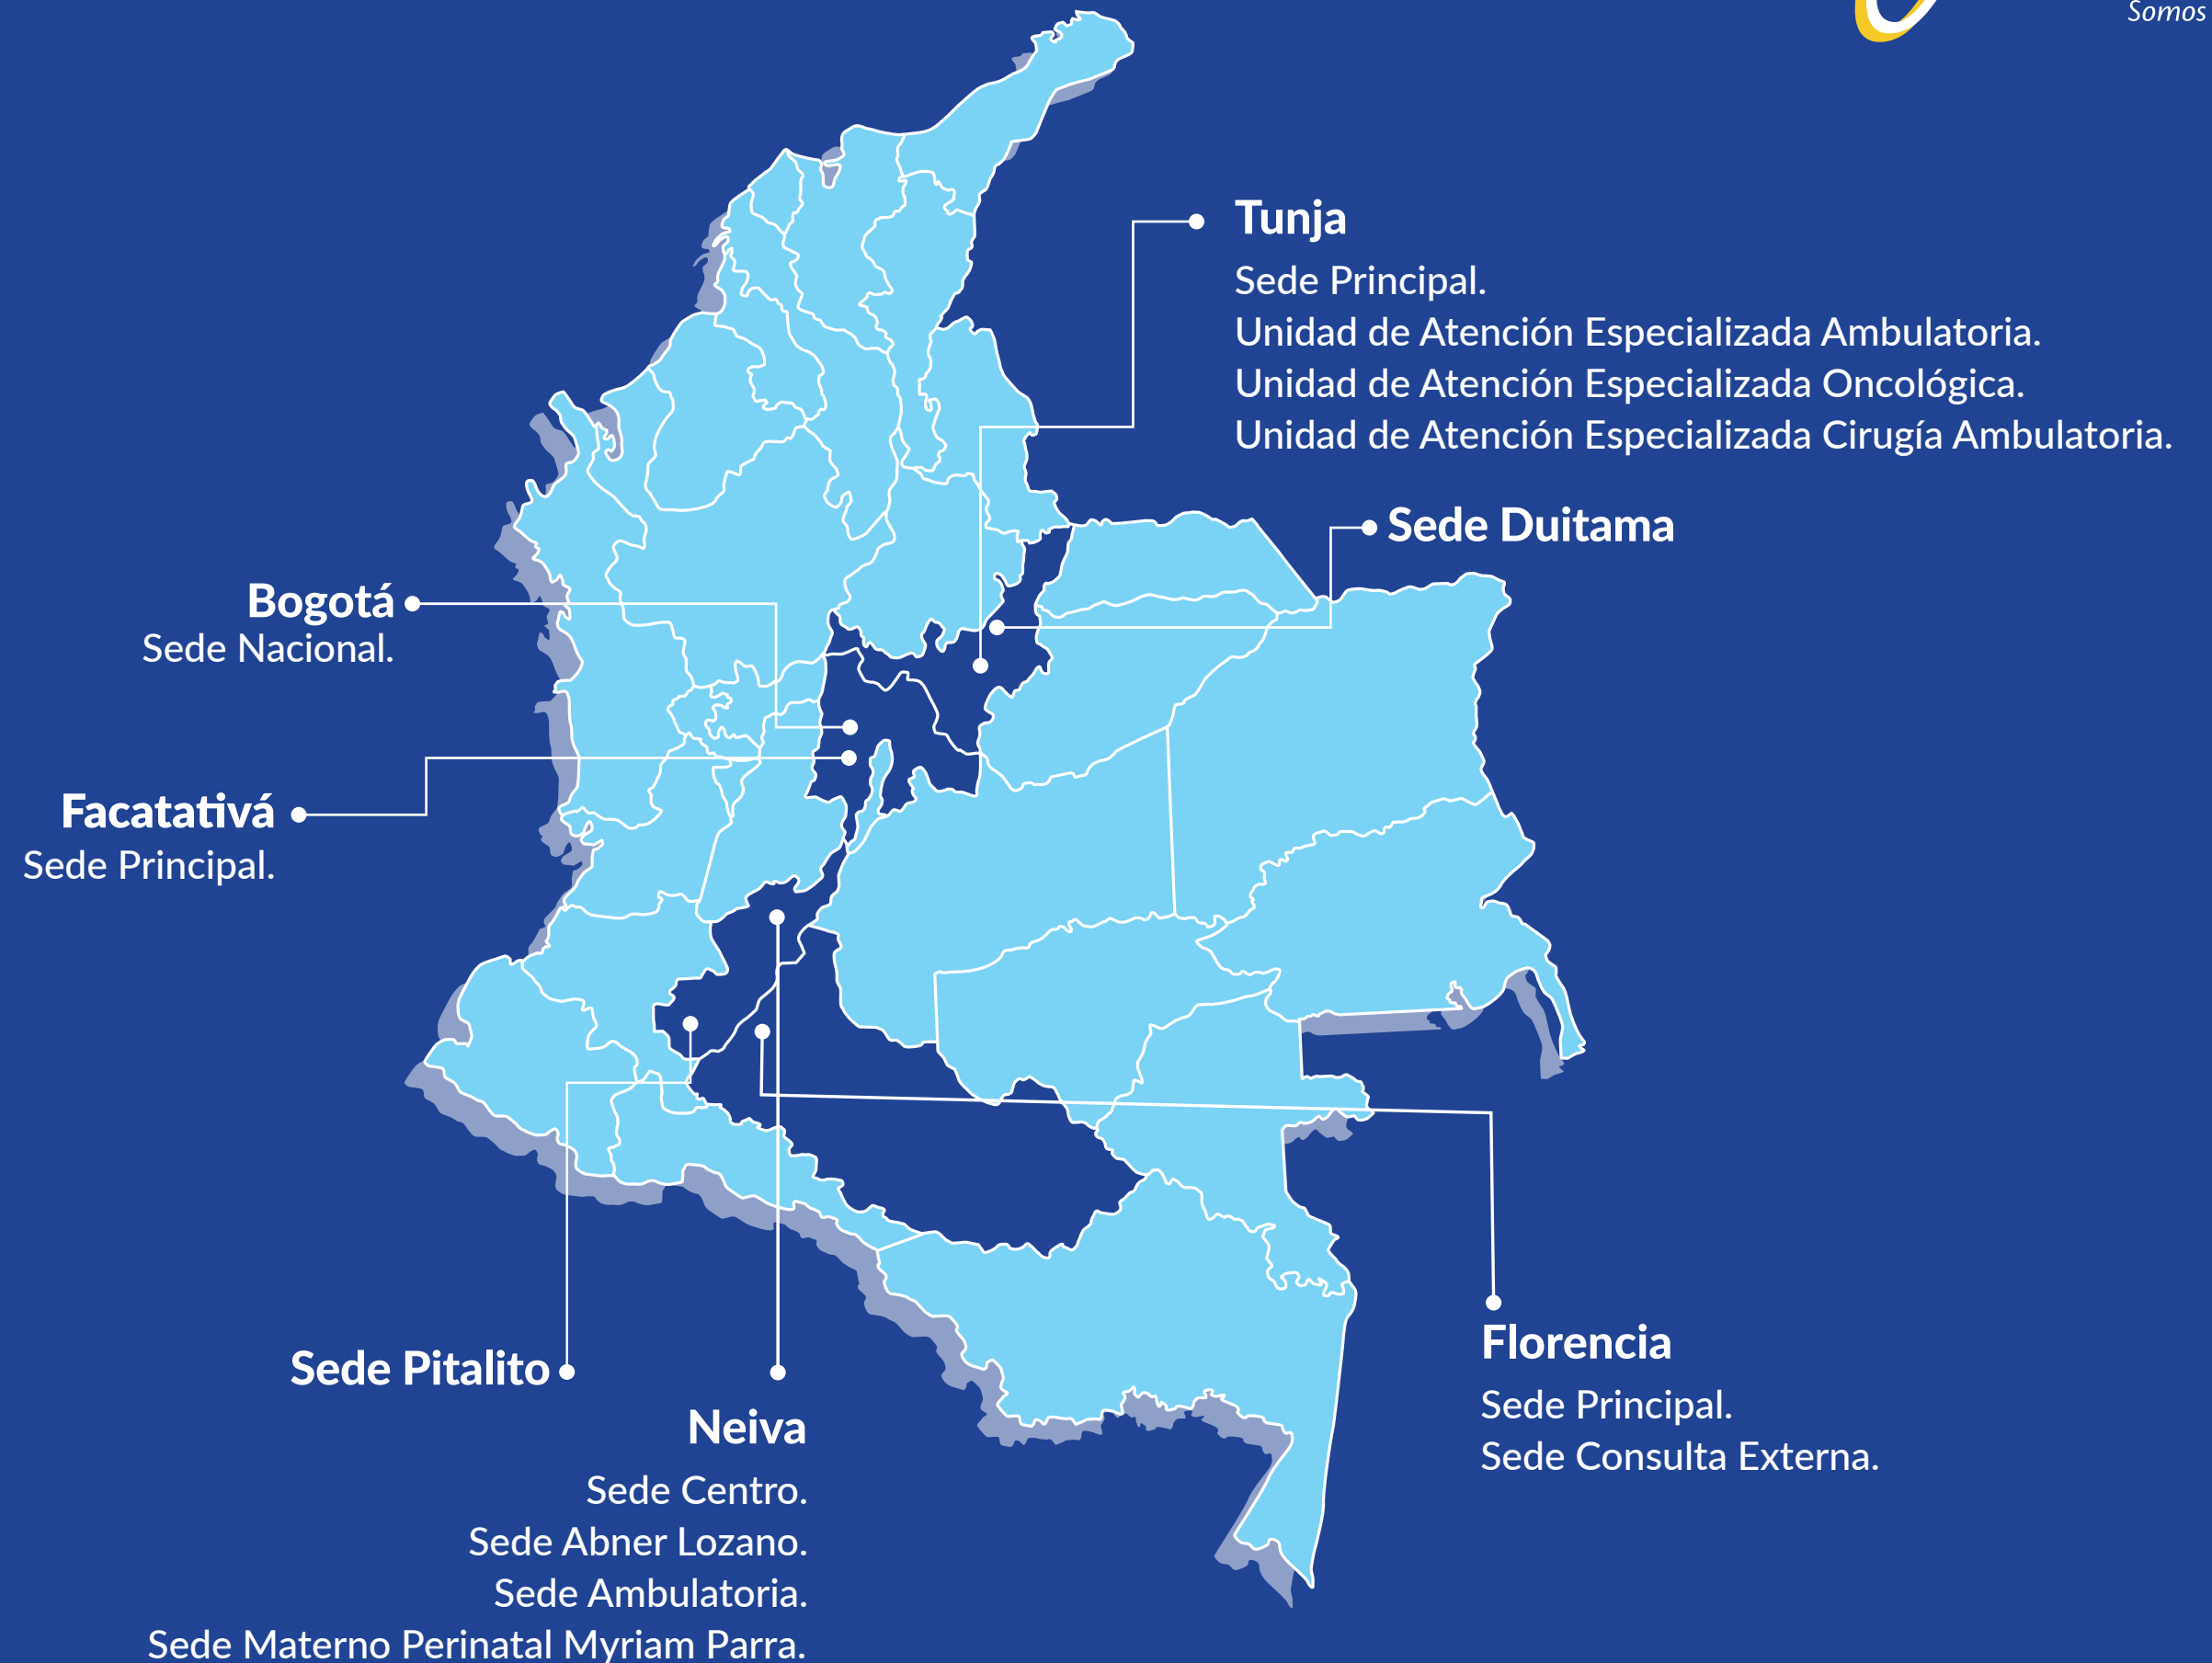 Somos
Tunja
Sede Principal.
Unidad de Atención Especializada Ambulatoria.
Unidad de Atención Especializada Oncológica.
Unidad de Atención Especializada Cirugía Ambulatoria.
Sede Duitama
Bogotá
Sede Nacional.
Facatativá
Sede Principal.
Sede Pitalito
Neiva
Sede Centro.
Sede Abner Lozano.
Sede Ambulatoria.
Sede Materno Perinatal Myriam Parra.
Florencia
Sede Principal.
Sede Consulta Externa.